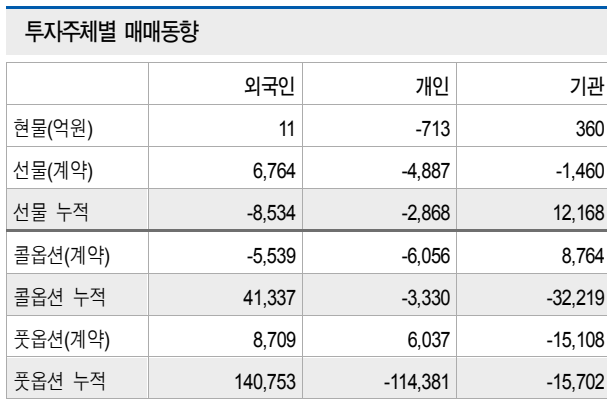 투자주체별 매매동향
외국인 개인 기관
현물(억원) 11 -713 360
선물(계약) 6,764 -4,887 -1,460
선물 누적 -8,534 -2,868 12,168
콜옵션(계약) -5,539 -6,056 8,764
콜옵션 누적 41,337 -3,330 -32,219
풋옵션(계약) 8,709 6,037 -15,108
풋옵션 누적 140,753 -114,381 -15,702